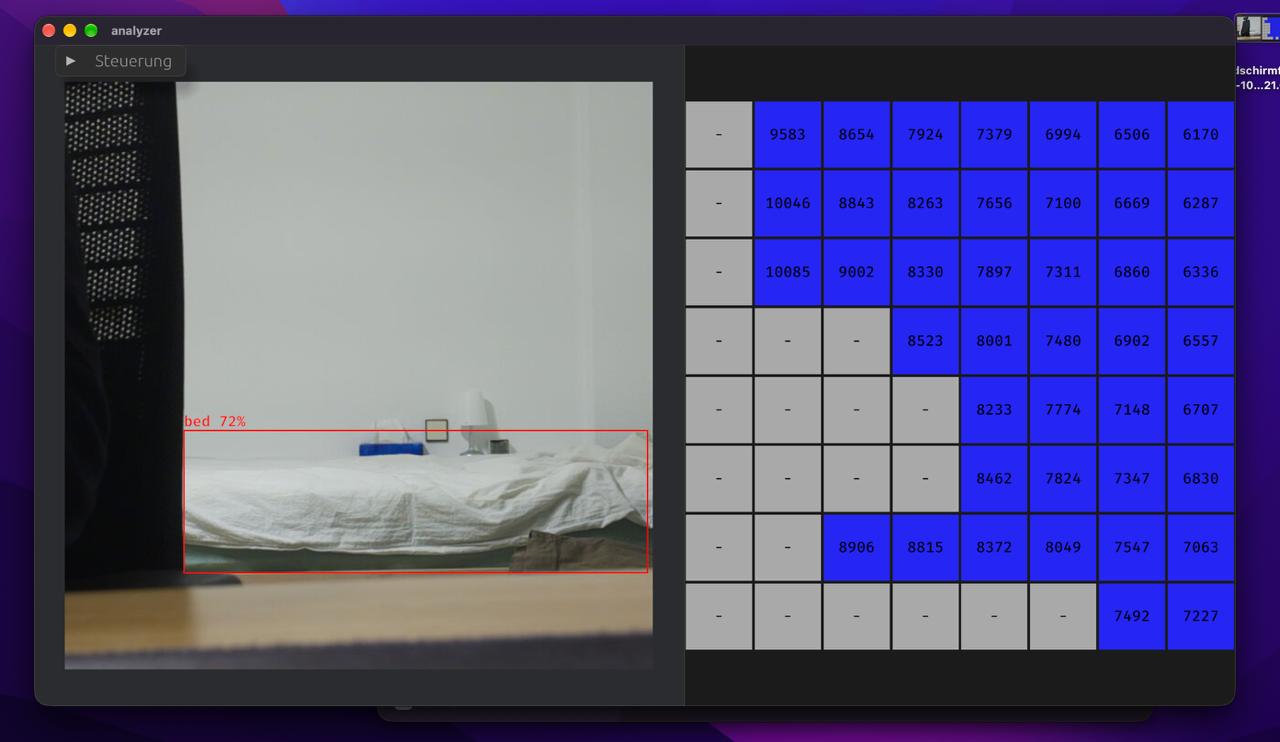 analyzer
Steuerung
bed 72%
- 9583 8654 7924 7379 6994 6506 6170
- 10046 8843 8263 7656 7100 6669 6287
- 10085 9002 8330 7897 7311 6860 6336
- - - 8523 8001 7480 6902 6557
- - - - 8233 7774 7148 6707
- - - - 8462 7824 7347 6830
- - 8906 8815 8372 8049 7547 7063
- - - - - - 7492 7227
-10...21.